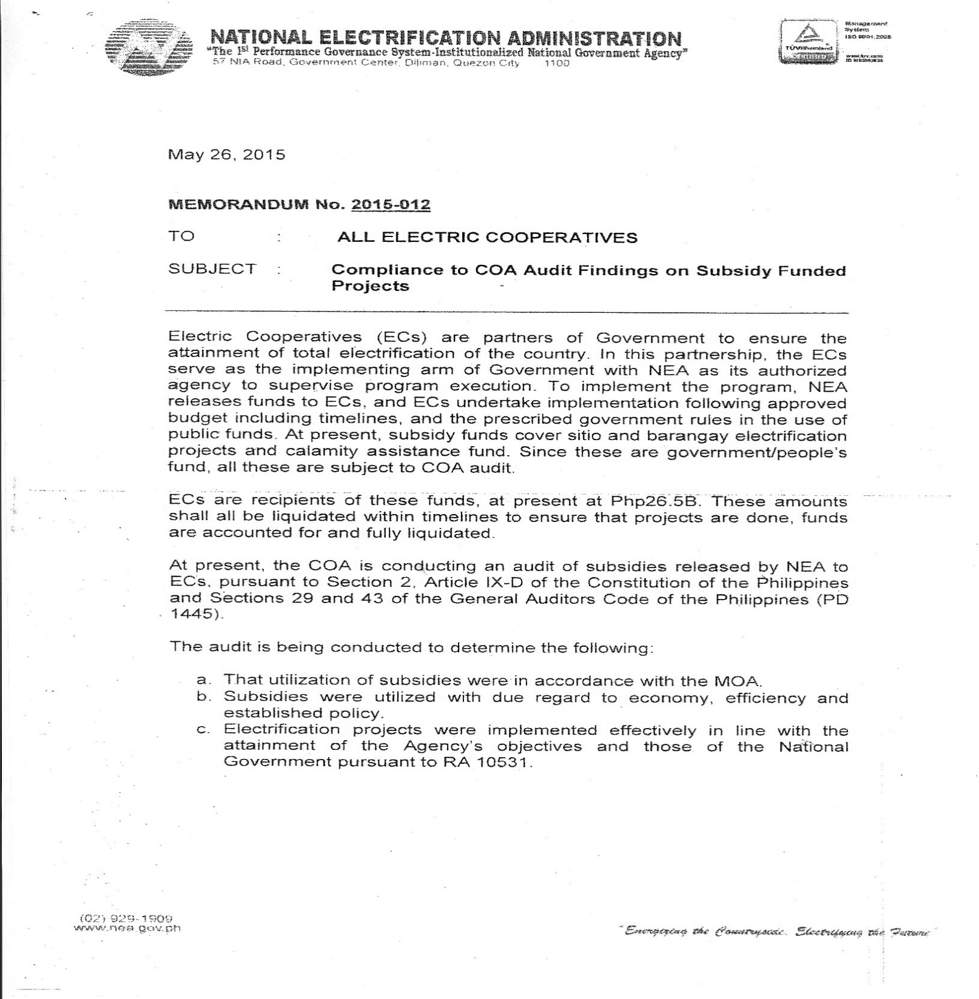 NATIONAL ELECTRIFICATION ADMINISTRATION
"The 1st Performance Governance System-Institutionalized National Government Agency"
57 NIA Road, Government Center, Diliman, Quezon City 1100
Management
System
ISO 9001:2008
TÜVRheinland
CERTIFIED
www.tuv.com
May 26, 2015
MEMORANDUM No. 2015-012
TO : ALL ELECTRIC COOPERATIVES
SUBJECT : Compliance to COA Audit Findings on Subsidy Funded
Projects
Electric Cooperatives (ECs) are partners of Government to ensure the
attainment of total electrification of the country. In this partnership, the ECs
serve as the implementing arm of Government with NEA as its authorized
agency to supervise program execution. To implement the program, NEA
releases funds to ECs, and ECs undertake implementation following approved
budget including timelines, and the prescribed government rules in the use of
public funds. At present, subsidy funds cover sitio and barangay electrification
projects and calamity assistance fund. Since these are government/people's
fund, all these are subject to COA audit.
ECs are recipients of these funds, at present at Php26.5B. These amounts
shall all be liquidated within timelines to ensure that projects are done, funds
are accounted for and fully liquidated.
At present, the COA is conducting an audit of subsidies released by NEA to
ECs, pursuant to Section 2, Article IX-D of the Constitution of the Philippines
and Sections 29 and 43 of the General Auditors Code of the Philippines (PD
1445).
The audit is being conducted to determine the following:
a. That utilization of subsidies were in accordance with the MOA.
b. Subsidies were utilized with due regard to economy, efficiency and
established policy.
c. Electrification projects were implemented effectively in line with the
attainment of the Agency's objectives and those of the National
Government pursuant to RA 10531.
(02) 929-1909
www.nea.gov.ph
"Energizing the Countryside, Electrifying the Future"